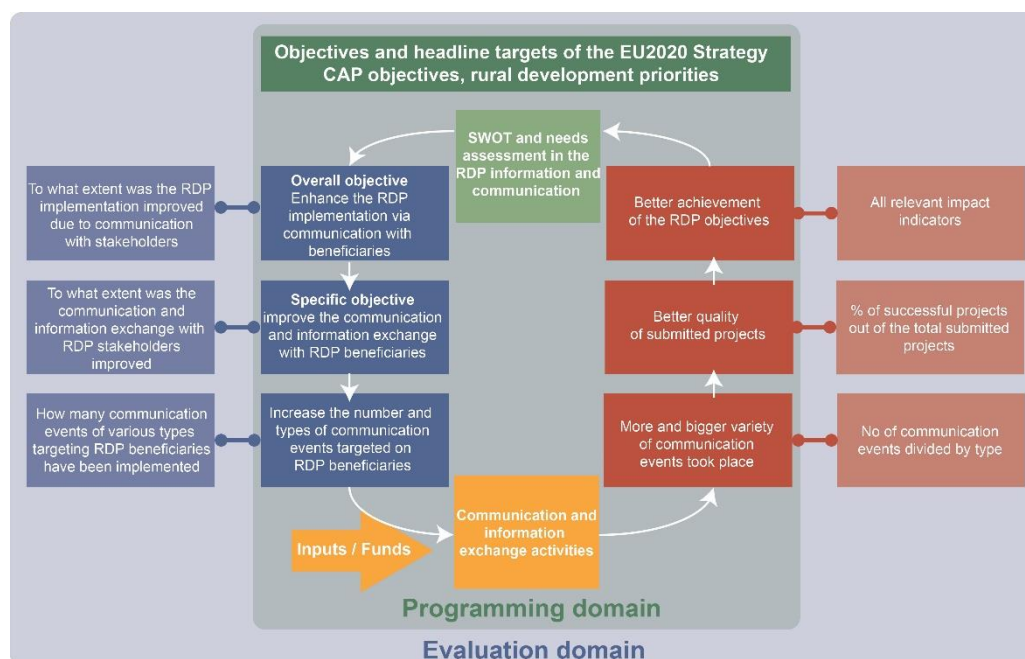 Objectives and headline targets of the EU2020 Strategy
CAP objectives, rural development priorities
SWOT and needs
assessment in the
RDP information and
communication
To what extent was the RDP
implementation improved
due to communication
with stakeholders
Overall objective
Enhance the RDP
implementation via
communication with
beneficiaries
Better achievement
of the RDP objectives
All relevant impact
indicators
To what extent was the
communication and
information exchange with
RDP stakeholders
improved
Specific objective
improve the communication
and information exchange
with RDP beneficiaries
Better quality
of submitted projects
% of successful projects
out of the total submitted
projects
How many communication
events of various types
targeting RDP beneficiaries
have been implemented
Increase the number and
types of communication
events targeted on
RDP beneficiaries
More and bigger variety
of communication
events took place
No of communication
events divided by type
Inputs / Funds
Communication and
information
exchange activities
Programming domain
Evaluation domain